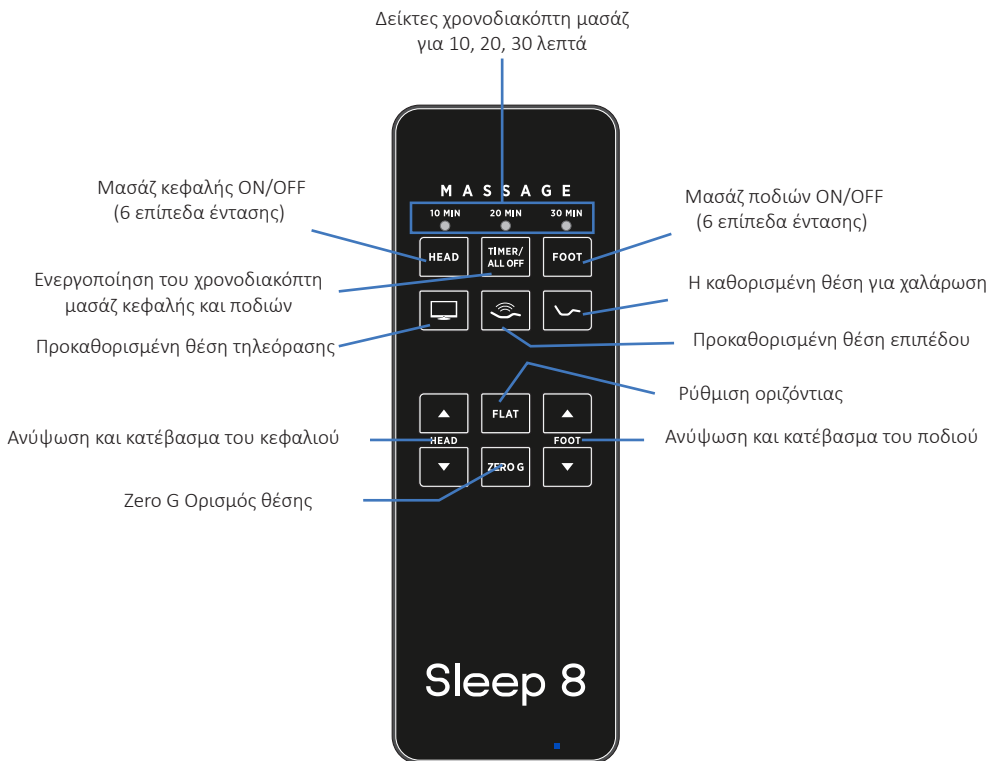 Δείκτες χρονοδιακόπτη μασάζ
για 10, 20, 30 λεπτά
Μασάζ κεφαλής ON/OFF
(6 επίπεδα έντασης)
Μασάζ ποδιών ON/OFF
(6 επίπεδα έντασης)
MASSAGE
10 MIN 20 MIN 30 MIN
HEAD
TIMER/
ALL OFF
FOOT
Ενεργοποίηση του χρονοδιακόπτη
μασάζ κεφαλής και ποδιών
Η καθορισμένη θέση για χαλάρωση
Προκαθορισμένη θέση τηλεόρασης
Προκαθορισμένη θέση επιπέδου
Ρύθμιση οριζόντιας
FLAT
Ανύψωση και κατέβασμα του κεφαλιού
HEAD
FOOT
Ανύψωση και κατέβασμα του ποδιού
ZERO G
Zero G Ορισμός θέσης
Sleep 8